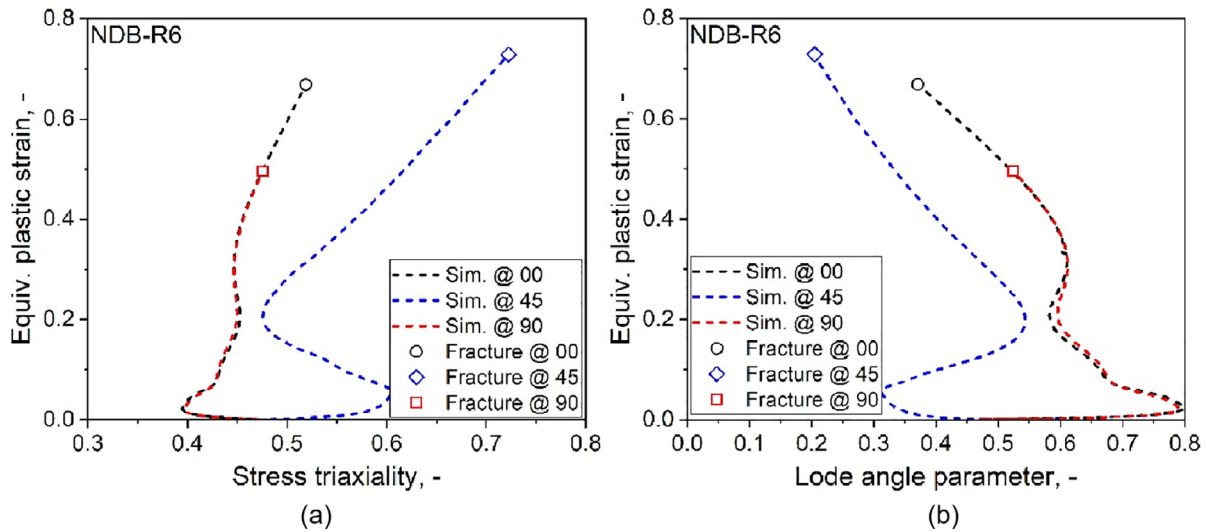 NDB-R6
Equiv. plastic strain, -
0.8
0.6
0.4
0.2
0.0
Sim. @ 00
Sim. @ 45
Sim. @ 90
Fracture @ 00
Fracture @ 45
Fracture @ 90
0.3 0.4 0.5 0.6 0.7 0.8
Stress triaxiality, -
(a)
NDB-R6
Equiv. plastic strain, -
0.8
0.6
0.4
0.2
0.0
Sim. @ 00
Sim. @ 45
Sim. @ 90
Fracture @ 00
Fracture @ 45
Fracture @ 90
0.0 0.1 0.2 0.3 0.4 0.5 0.6 0.7 0.8
Lode angle parameter, -
(b)